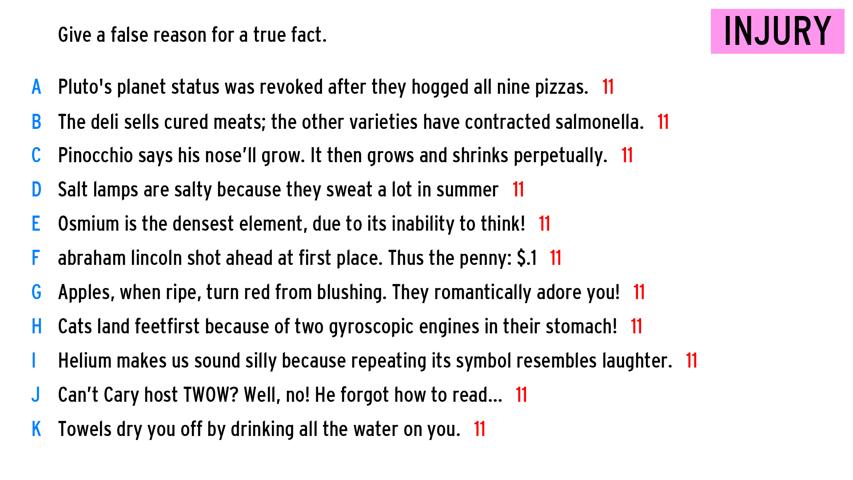 Give a false reason for a true fact.
INJURY
A Pluto's planet status was revoked after they hogged all nine pizzas. 11
B The deli sells cured meats; the other varieties have contracted salmonella. 11
C Pinocchio says his nose'll grow. It then grows and shrinks perpetually. 11
D Salt lamps are salty because they sweat a lot in summer 11
E Osmium is the densest element, due to its inability to think! 11
F abraham lincoln shot ahead at first place. Thus the penny: $.1 11
G Apples, when ripe, turn red from blushing. They romantically adore you! 11
H Cats land feetfirst because of two gyroscopic engines in their stomach! 11
I Helium makes us sound silly because repeating its symbol resembles laughter. 11
J Can't Cary host TWOW? Well, no! He forgot how to read... 11
K Towels dry you off by drinking all the water on you. 11